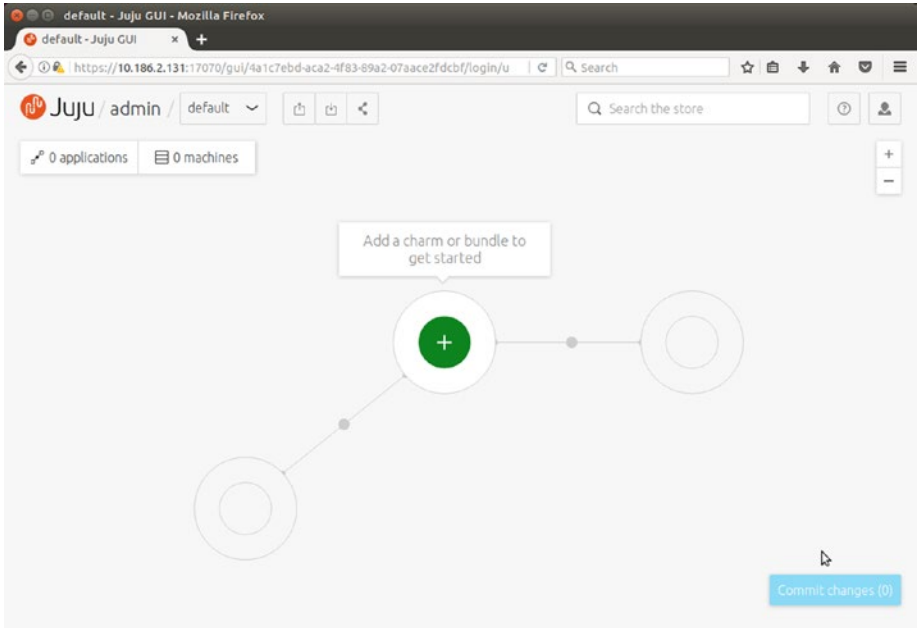 default - Juju GUI - Mozilla Firefox
default - Juju GUI × +
https://10.186.2.131:17070/gui/4a1c7ebd-aca2-4f83-89a2-07aace2fdcbf/login/u Search
JUJU / admin / default Search the store
0 applications 0 machines
+
−
Add a charm or bundle to
get started
+
Commit changes (0)